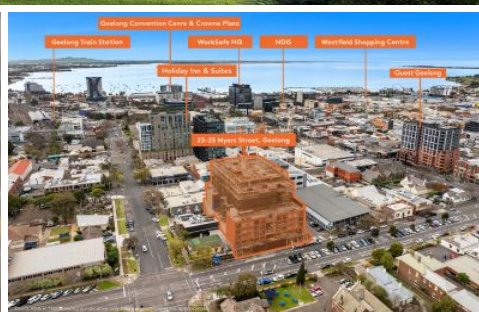 Geelong Convention Centre & Crowne Plaza
Geelong Train Station
WorkSafe HQ
NDIS
Westfield Shopping Centre
Holiday Inn & Suites
Quest Geelong
23-25 Myers Street, Geelong